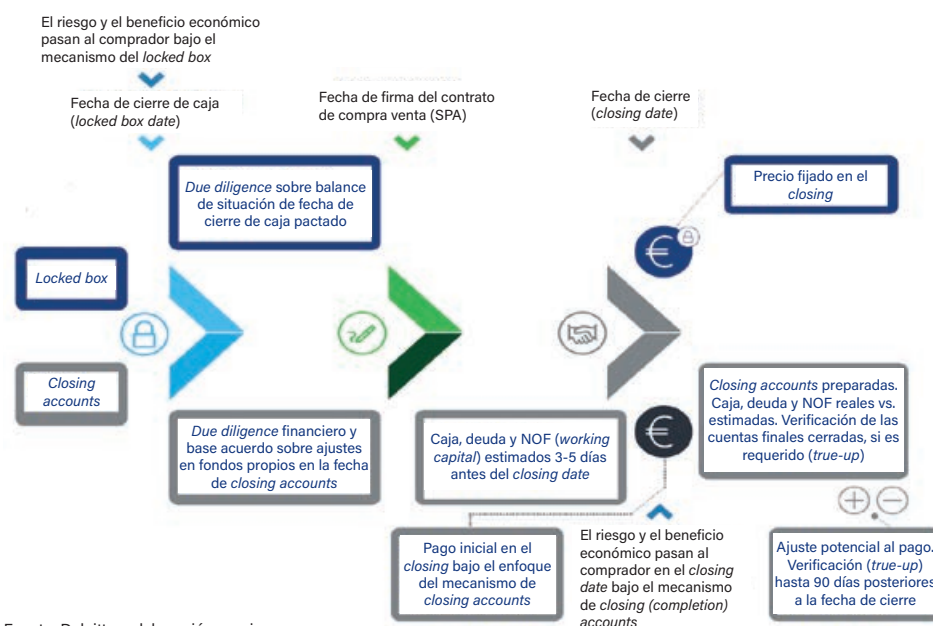 El riesgo y el beneficio económico
pasan al comprador bajo el
mecanismo del locked box
Fecha de cierre de caja
(locked box date)
Fecha de firma del contrato
de compra venta (SPA)
Fecha de cierre
(closing date)
Due diligence sobre balance
de situación de fecha de
cierre de caja pactado
Precio fijado en el
closing
Locked box
Closing
accounts
Due diligence financiero y
base acuerdo sobre ajustes
en fondos propios en la fecha
de closing accounts
Caja, deuda y NOF (working
capital) estimados 3-5 días
antes del closing date
Closing accounts preparadas.
Caja, deuda y NOF reales vs.
estimadas. Verificación de las
cuentas finales cerradas, si es
requerido (true-up)
Pago inicial en el
closing bajo el enfoque
del mecanismo de
closing accounts
El riesgo y el beneficio
económico pasan al
comprador en el closing
date bajo el mecanismo
de closing (completion)
accounts
Ajuste potencial al pago.
Verificación (true-up)
hasta 90 días posteriores
a la fecha de cierre